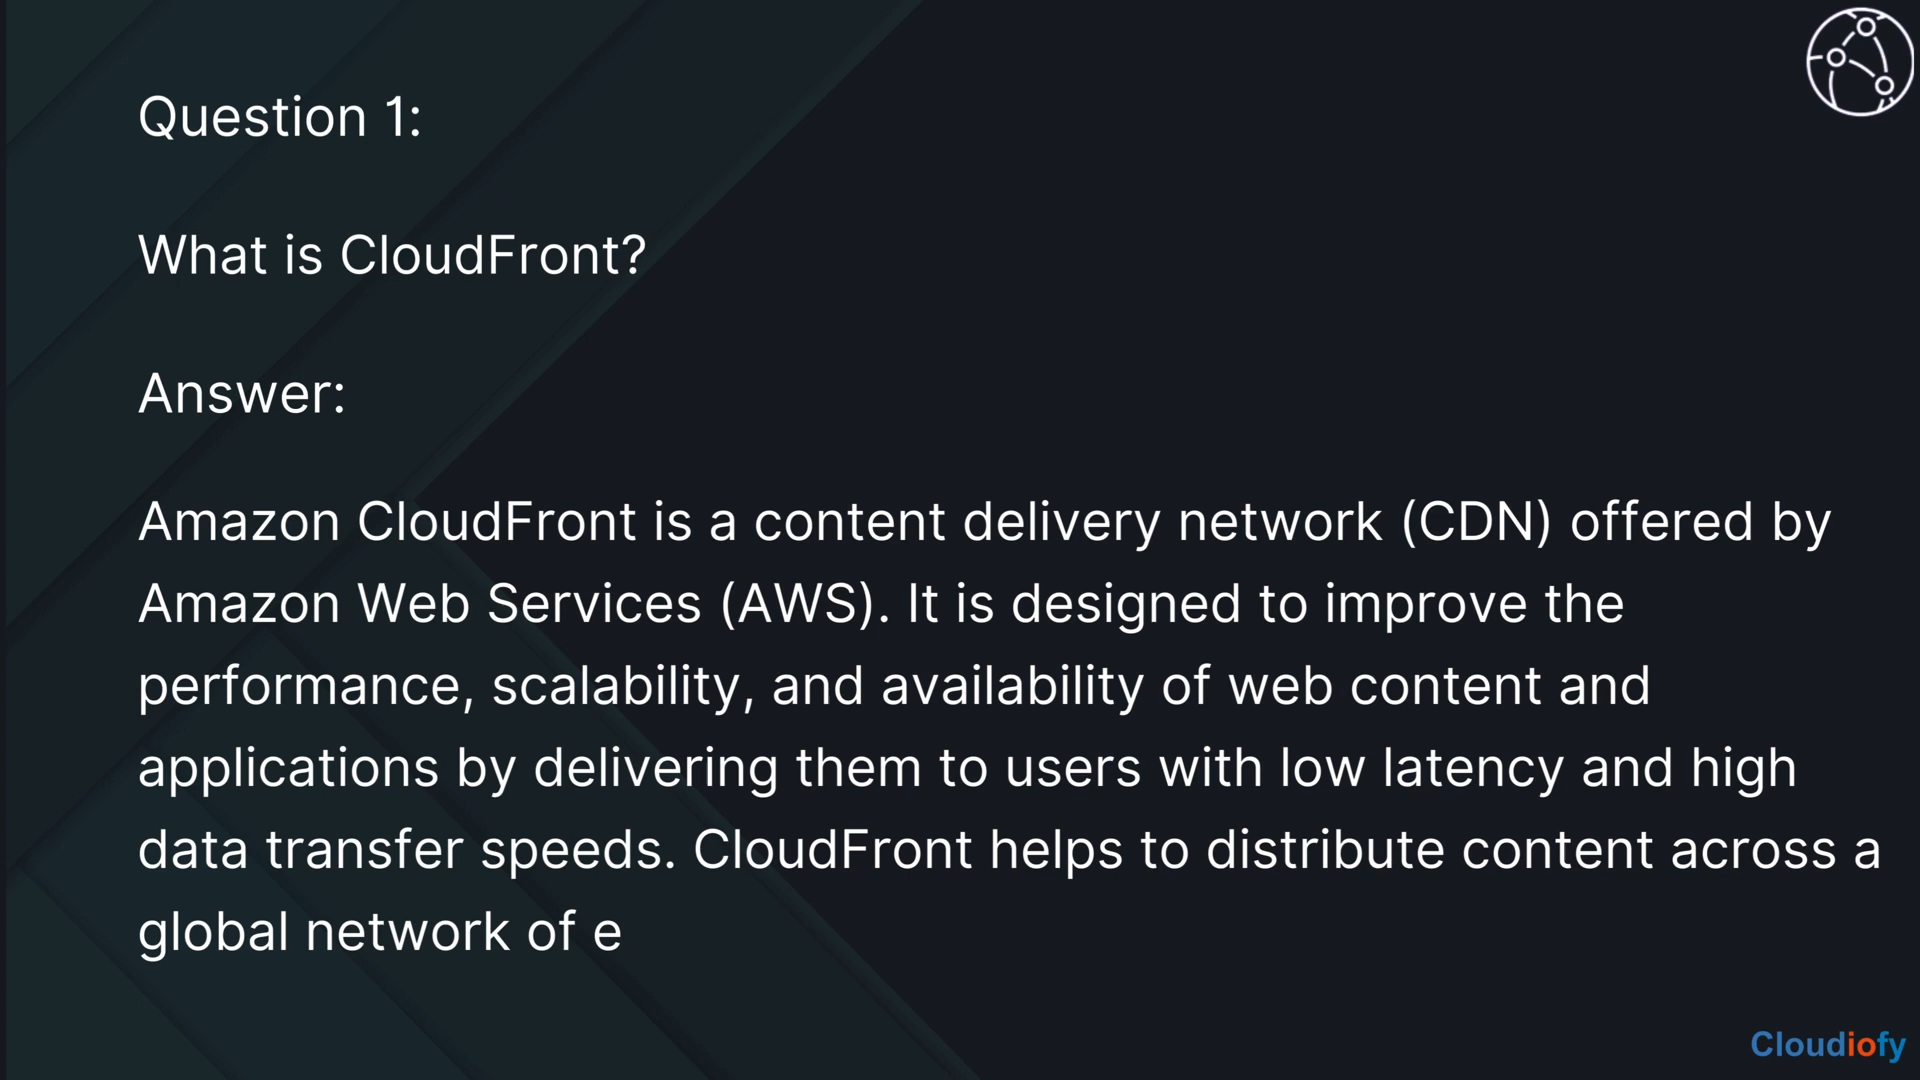 Question 1:
What is CloudFront?
Answer:
Amazon CloudFront is a content delivery network (CDN) offered by
Amazon Web Services (AWS). It is designed to improve the
performance, scalability, and availability of web content and
applications by delivering them to users with low latency and high
data transfer speeds. CloudFront helps to distribute content across a
global network of e
Cloudiofy